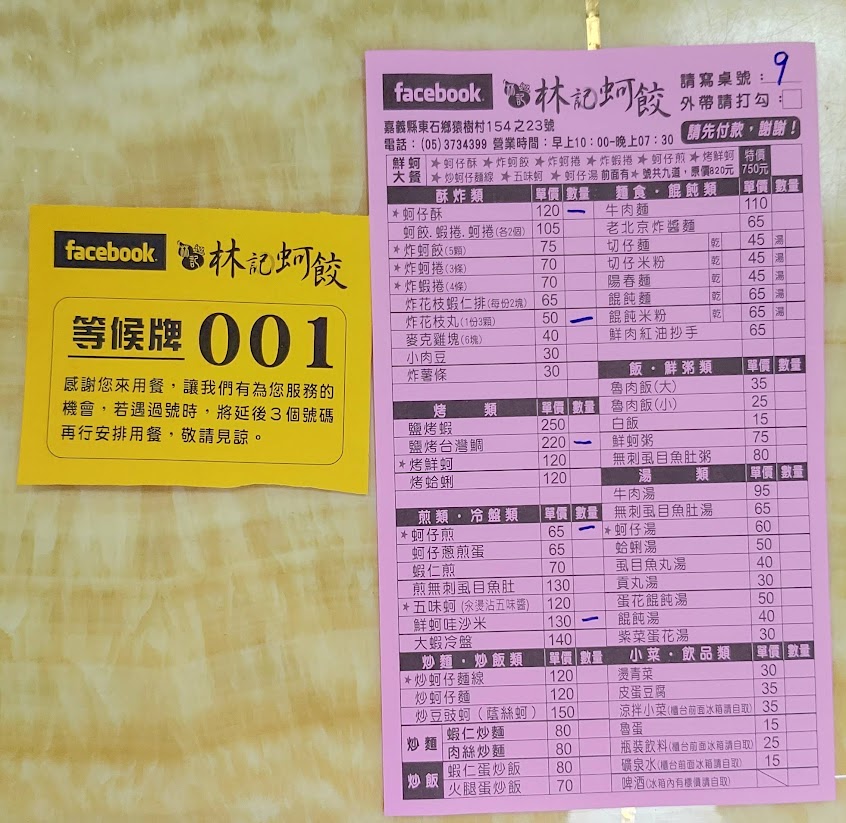 facebook 林記蚵餃
等候牌 001
感謝您來用餐，讓我們有為您服務的
機會，若遇過號時，將延後3個號碼
再行安排用餐，敬請見諒。
facebook 林記蚵餃
請寫桌號：9
外帶請打勾：
嘉義縣東石鄉猿樹村154之23號
電話：(05)3734399 營業時間：早上10：00-晚上07：30
請先付款，謝謝！
鮮蚵 ★蚵仔酥 ★炸蚵餃 ★炸蚵捲 ★炸蝦捲 ★蚵仔煎 ★烤鮮蚵 特價
大餐 ★炒蚵仔麵線 ★五味蚵 ★蚵仔湯 前面有★號共九道，原價820元 750元
酥炸類 單價 數量
★蚵仔酥 120 一
蚵餃.蝦捲.蚵捲(各2個) 105
★炸蚵餃(5顆) 75
★炸蚵捲(3條) 70
★炸蝦捲(4條) 70
炸花枝蝦仁排(每份2塊) 65
炸花枝丸(1份3顆) 50 一
麥克雞塊(6塊) 40
小肉豆 30
炸薯條 30
烤類 單價 數量
鹽烤蝦 250
鹽烤台灣鯛 220 一
★烤鮮蚵 120
烤蛤蜊 120
煎類・冷盤類 單價 數量
★蚵仔煎 65 一
蚵仔蔥煎蛋 65
蝦仁煎 70
煎無刺虱目魚肚 130
★五味蚵(汆燙沾五味醬) 120
鮮蚵哇沙米 130 一
大蝦冷盤 140
炒麵・炒飯類 單價 數量
★炒蚵仔麵線 120
炒蚵仔麵 120
炒豆豉蚵（蔭絲蚵） 150
炒麵 蝦仁炒麵 80
肉絲炒麵 80
炒飯 蝦仁蛋炒飯 80
火腿蛋炒飯 70
麵食・餛飩類 單價 數量
牛肉麵 110
老北京炸醬麵 65
切仔麵 乾 45 湯
切仔米粉 乾 45 湯
陽春麵 乾 45 湯
餛飩麵 乾 65 湯
餛飩米粉 乾 65 湯
鮮肉紅油抄手 65
飯・鮮粥類 單價 數量
魯肉飯(大) 35
魯肉飯(小) 25
白飯 15
鮮蚵粥 75
無刺虱目魚肚粥 80
湯類 單價 數量
牛肉湯 95
無刺虱目魚肚湯 65
★蚵仔湯 60
蛤蜊湯 50
虱目魚丸湯 40
貢丸湯 30
蛋花餛飩湯 50
餛飩湯 40
紫菜蛋花湯 30
小菜・飲品類 單價 數量
燙青菜 30
皮蛋豆腐 35
涼拌小菜(櫃台前面冰箱請自取) 35
魯蛋 15
瓶裝飲料(櫃台前面冰箱請自取) 25
礦泉水(櫃台前面冰箱請自取) 15
啤酒(冰箱內有標價請自取)